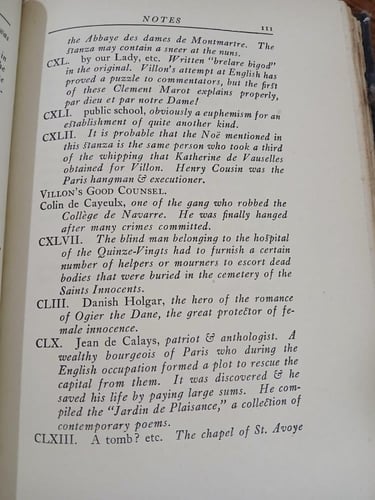 NOTES 111
the Abbaye des dames de Montmartre. The
stanza may contain a sneer at the nuns.
CXL. by our Lady, etc. Written "brelare bigod"
in the original. Villon's attempt at English has
proved a puzzle to commentators, but the first
of these Clement Marot explains properly,
par dieu et par notre Dame!
CXLI. public school, obviously a euphemism for an
establishment of quite another kind.
CXLII. It is probable that the Noë mentioned in
this stanza is the same person who took a third
of the whipping that Katherine de Vauselles
obtained for Villon. Henry Cousin was the
Paris hangman & executioner.
VILLON'S GOOD COUNSEL.
Colin de Cayeulx, one of the gang who robbed the
Collège de Navarre. He was finally hanged
after many crimes committed.
CXLVII. The blind man belonging to the hospital
of the Quinze-Vingts had to furnish a certain
number of helpers or mourners to escort dead
bodies that were buried in the cemetery of the
Saints Innocents.
CLIII. Danish Holgar, the hero of the romance
of Ogier the Dane, the great protector of fe-
male innocence.
CLX. Jean de Calays, patriot & anthologist. A
wealthy bourgeois of Paris who during the
English occupation formed a plot to rescue the
capital from them. It was discovered & he
saved his life by paying large sums. He com-
piled the "Jardin de Plaisance," a collection of
contemporary poems.
CLXIII. A tomb? etc. The chapel of St. Avoye